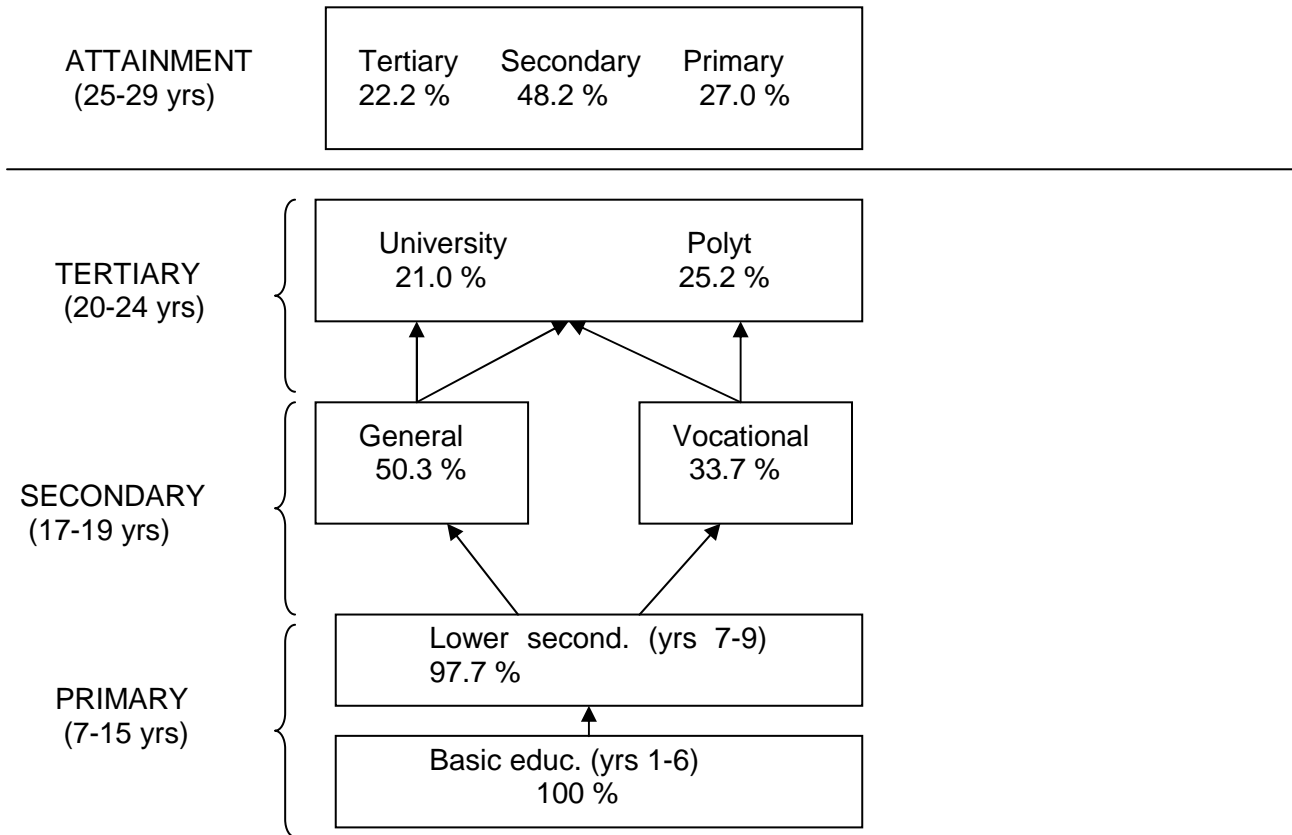 ATTAINMENT
(25-29 yrs)
Tertiary Secondary Primary
22.2 % 48.2 % 27.0 %
TERTIARY
(20-24 yrs)
University Polyt
21.0 % 25.2 %
SECONDARY
(17-19 yrs)
General
50.3 %
Vocational
33.7 %
PRIMARY
(7-15 yrs)
Lower second. (yrs 7-9)
97.7 %
Basic educ. (yrs 1-6)
100 %